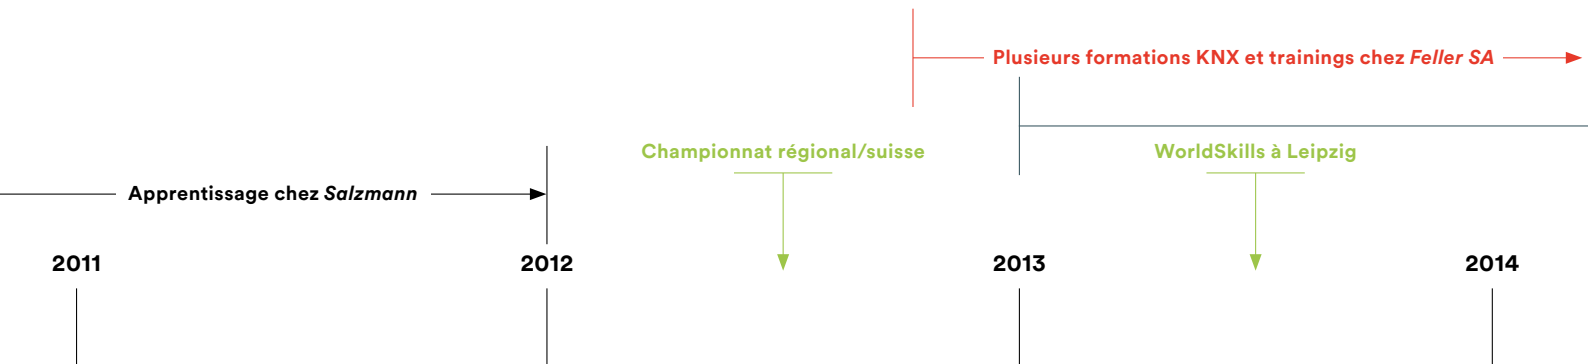 Plusieurs formations KNX et trainings chez Feller SA
Championnat régional/suisse
WorldSkills à Leipzig
Apprentissage chez Salzmann
2011
2012
2013
2014